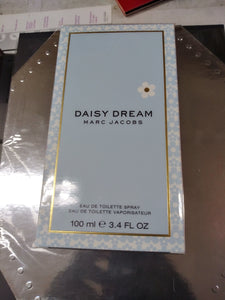 DAISY DREAM
MARC JACOBS
EAU DE TOILETTE SPRAY
EAU DE TOILETTE VAPORISATEUR
100 ml ℮ 3.4 FL OZ